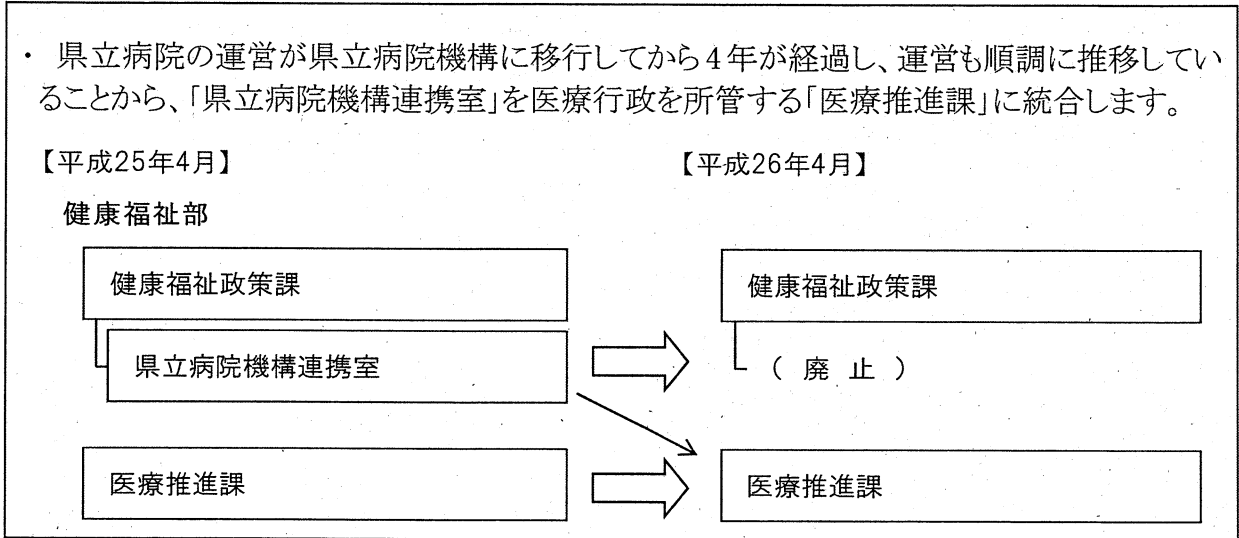 ・ 県立病院の運営が県立病院機構に移行してから4年が経過し、運営も順調に推移してい
ることから、「県立病院機構連携室」を医療行政を所管する「医療推進課」に統合します。
【平成25年4月】
【平成26年4月】
健康福祉部
健康福祉政策課
健康福祉政策課
県立病院機構連携室
（ 廃 止 ）
医療推進課
医療推進課